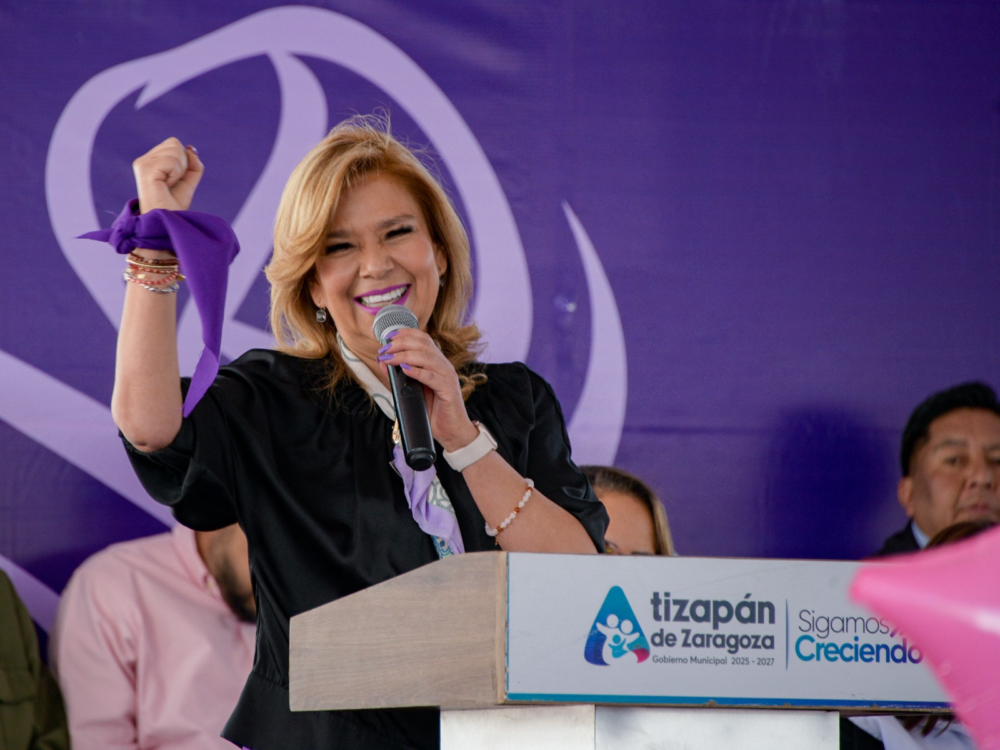 tizapán
de Zaragoza
Gobierno Municipal 2025 - 2027
Sigamos
Creciendo